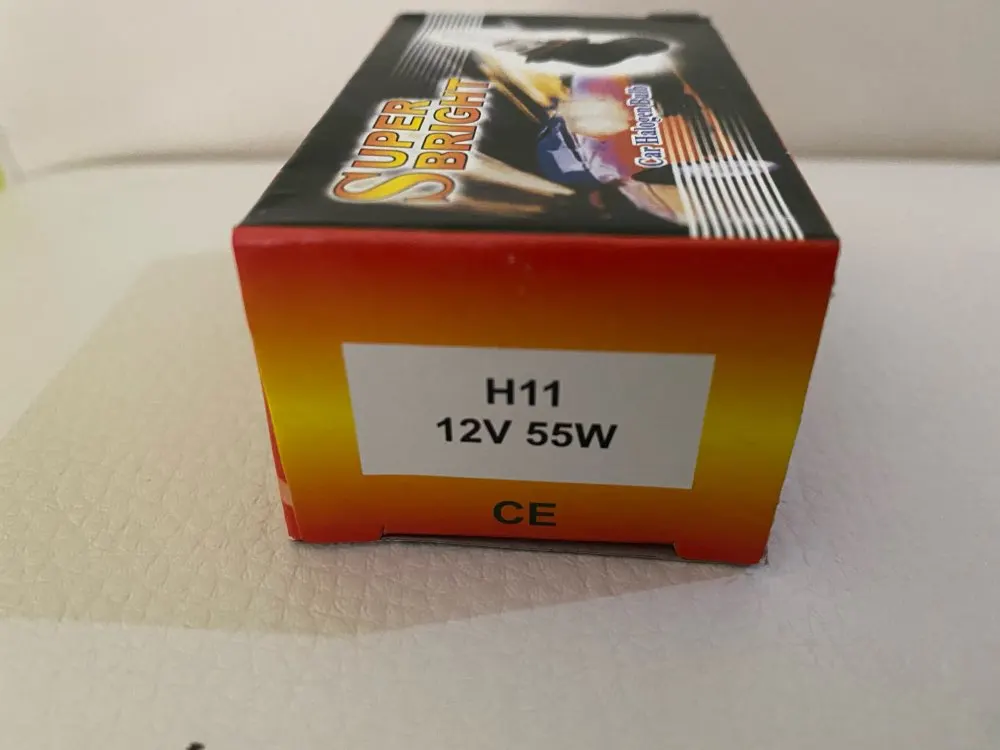 SUPER
BRIGHT
Car Halogen Bulb
H11
12V 55W
CE